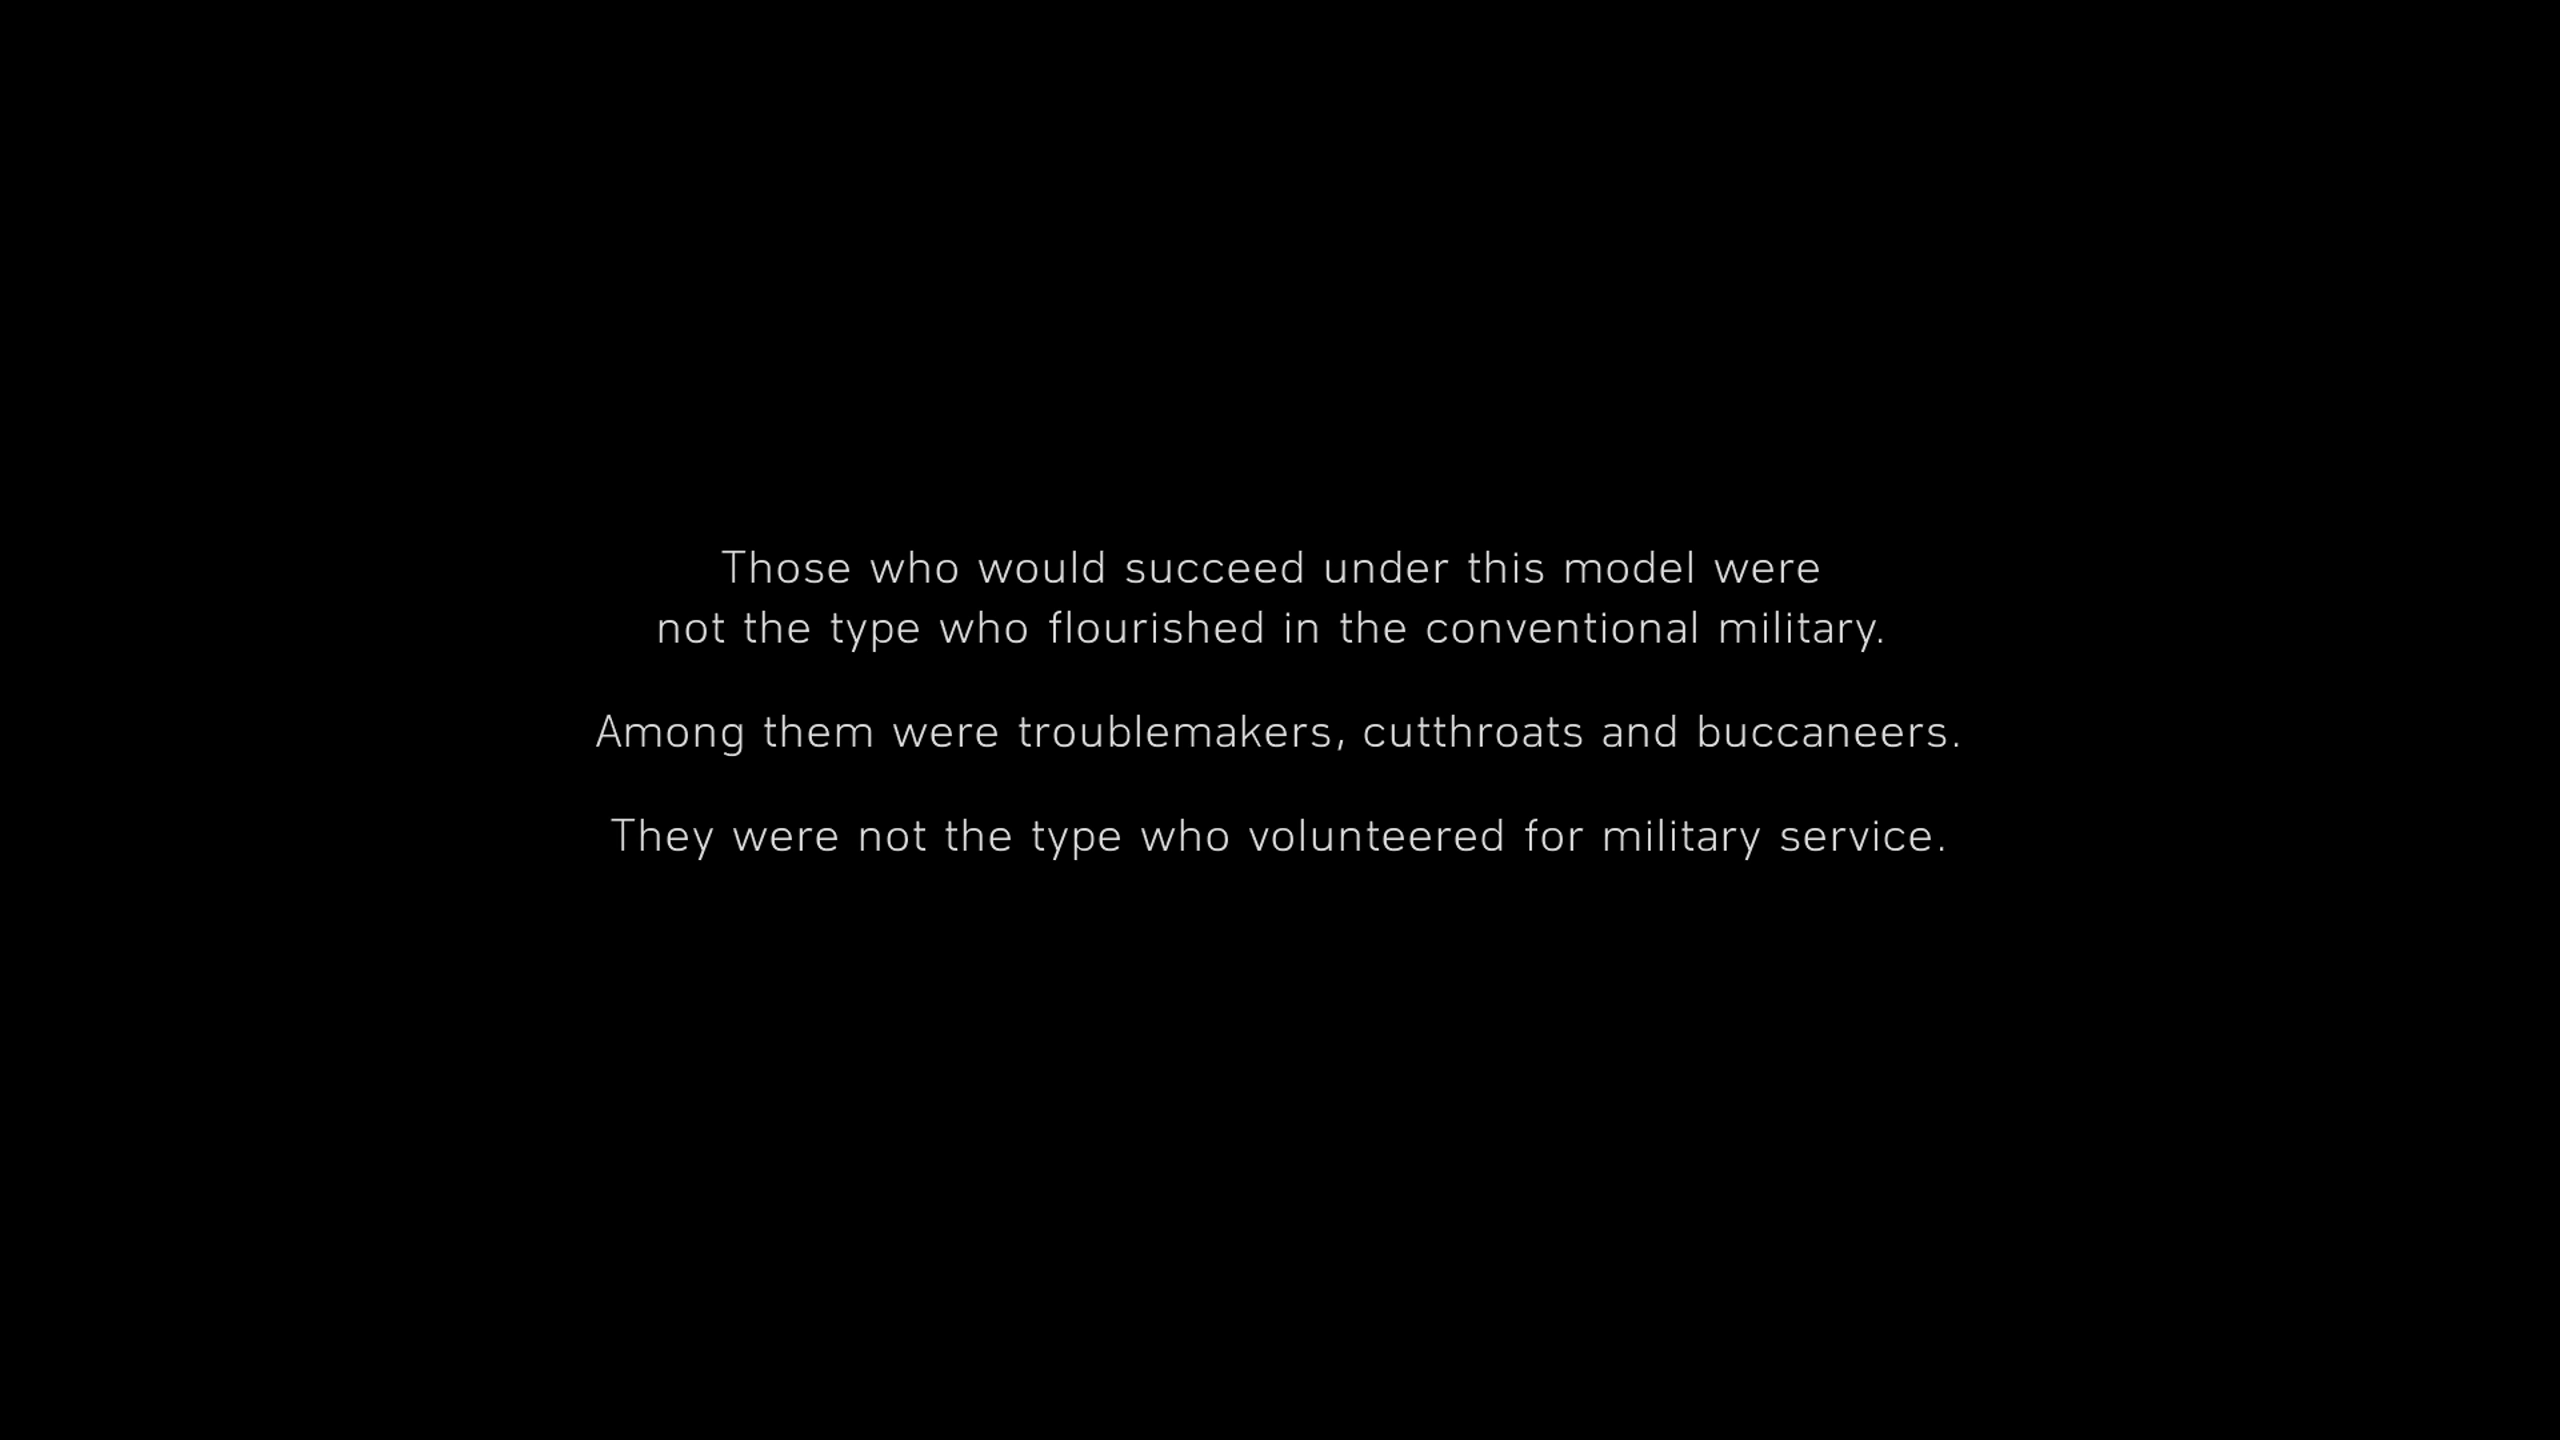 Those who would succeed under this model were
not the type who flourished in the conventional military.
Among them were troublemakers, cutthroats and buccaneers.
They were not the type who volunteered for military service.